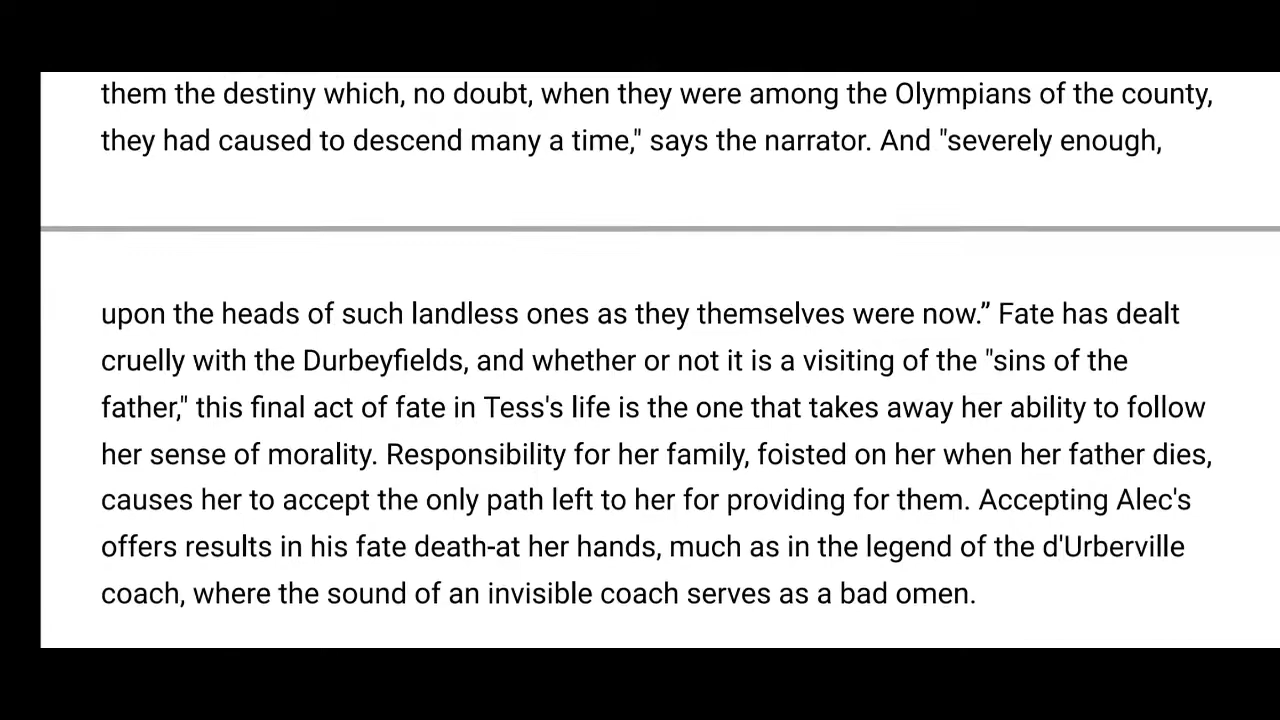 them the destiny which, no doubt, when they were among the Olympians of the county,
they had caused to descend many a time," says the narrator. And "severely enough,
upon the heads of such landless ones as they themselves were now.” Fate has dealt
cruelly with the Durbeyfields, and whether or not it is a visiting of the "sins of the
father," this final act of fate in Tess's life is the one that takes away her ability to follow
her sense of morality. Responsibility for her family, foisted on her when her father dies,
causes her to accept the only path left to her for providing for them. Accepting Alec's
offers results in his fate death-at her hands, much as in the legend of the d'Urberville
coach, where the sound of an invisible coach serves as a bad omen.